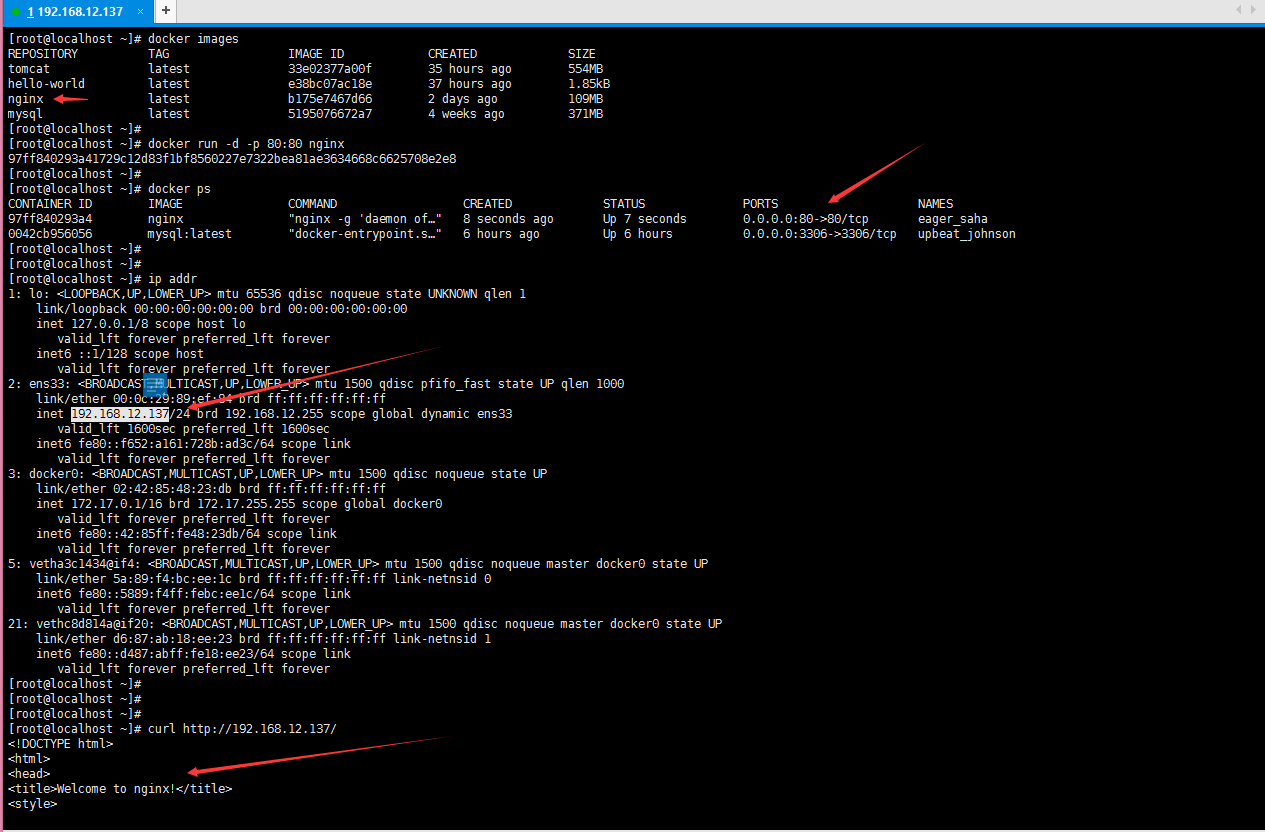 1 192.168.12.137 × +
[root@localhost ~]# docker images
REPOSITORY TAG IMAGE ID CREATED SIZE
tomcat latest 33e02377a00f 35 hours ago 554MB
hello-world latest e38bc07ac18e 37 hours ago 1.85kB
nginx latest b175e7467d66 2 days ago 109MB
mysql latest 5195076672a7 4 weeks ago 371MB
[root@localhost ~]#
[root@localhost ~]# docker run -d -p 80:80 nginx
97ff840293a41729c12d83f1bf8560227e7322bea81ae3634668c6625708e2e8
[root@localhost ~]#
[root@localhost ~]# docker ps
CONTAINER ID IMAGE COMMAND CREATED STATUS PORTS NAMES
97ff840293a4 nginx "nginx -g 'daemon of…" 8 seconds ago Up 7 seconds 0.0.0.0:80->80/tcp eager_saha
0042cb956056 mysql:latest "docker-entrypoint.s…" 6 hours ago Up 6 hours 0.0.0.0:3306->3306/tcp upbeat_johnson
[root@localhost ~]#
[root@localhost ~]#
[root@localhost ~]# ip addr
1: lo: <LOOPBACK,UP,LOWER_UP> mtu 65536 qdisc noqueue state UNKNOWN qlen 1
link/loopback 00:00:00:00:00:00 brd 00:00:00:00:00:00
inet 127.0.0.1/8 scope host lo
valid_lft forever preferred_lft forever
inet6 ::1/128 scope host
valid_lft forever preferred_lft forever
2: ens33: <BROADCAST,MULTICAST,UP,LOWER_UP> mtu 1500 qdisc pfifo_fast state UP qlen 1000
link/ether 00:0c:29:89:ef:84 brd ff:ff:ff:ff:ff:ff
inet 192.168.12.137/24 brd 192.168.12.255 scope global dynamic ens33
valid_lft 1600sec preferred_lft 1600sec
inet6 fe80::f652:a161:728b:ad3c/64 scope link
valid_lft forever preferred_lft forever
3: docker0: <BROADCAST,MULTICAST,UP,LOWER_UP> mtu 1500 qdisc noqueue state UP
link/ether 02:42:85:48:23:db brd ff:ff:ff:ff:ff:ff
inet 172.17.0.1/16 brd 172.17.255.255 scope global docker0
valid_lft forever preferred_lft forever
inet6 fe80::42:85ff:fe48:23db/64 scope link
valid_lft forever preferred_lft forever
5: vetha3c1434@if4: <BROADCAST,MULTICAST,UP,LOWER_UP> mtu 1500 qdisc noqueue master docker0 state UP
link/ether 5a:89:f4:bc:ee:1c brd ff:ff:ff:ff:ff:ff link-netnsid 0
inet6 fe80::5889:f4ff:febc:ee1c/64 scope link
valid_lft forever preferred_lft forever
21: vethc8d814a@if20: <BROADCAST,MULTICAST,UP,LOWER_UP> mtu 1500 qdisc noqueue master docker0 state UP
link/ether d6:87:ab:18:ee:23 brd ff:ff:ff:ff:ff:ff link-netnsid 1
inet6 fe80::d487:abff:fe18:ee23/64 scope link
valid_lft forever preferred_lft forever
[root@localhost ~]#
[root@localhost ~]#
[root@localhost ~]#
[root@localhost ~]# curl http://192.168.12.137/
<!DOCTYPE html>
<html>
<head>
<title>Welcome to nginx!</title>
<style>